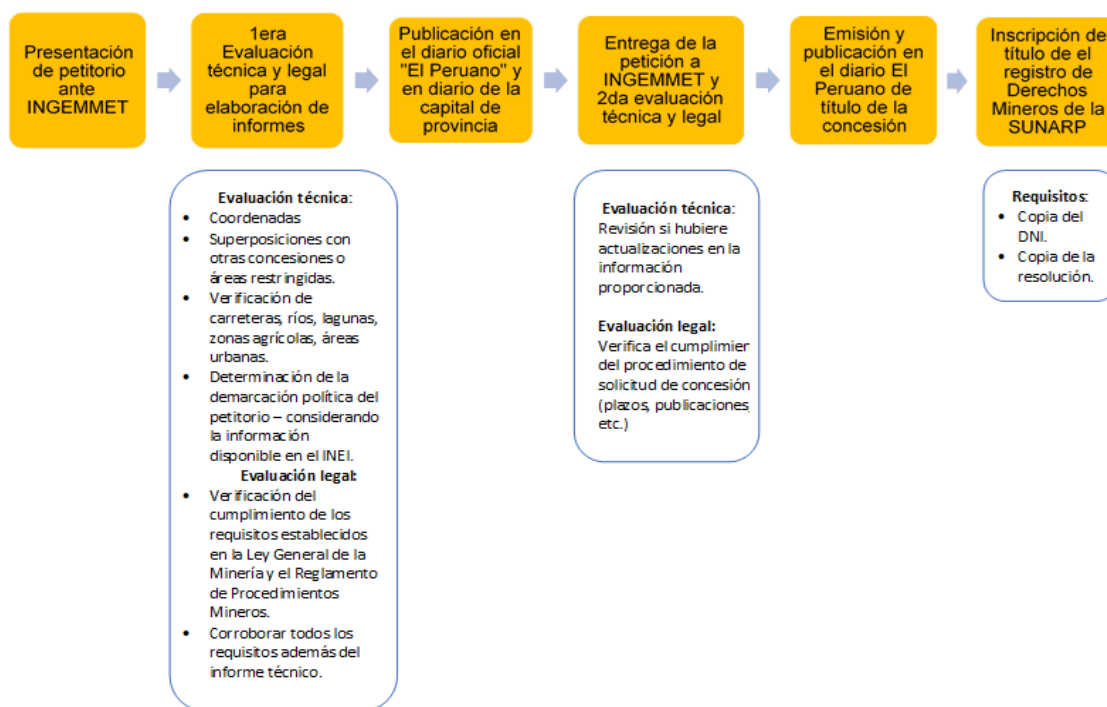 Presentación
de petitorio
ante
INGEMMET
1era
Evaluación
técnica y legal
para
elaboración de
informes
Publicación en
el diario oficial
"El Peruano" y
en diario de la
capital de
provincia
Entrega de la
petición a
INGEMMET y
2da evaluación
técnica y legal
Emisión y
publicación en
el diario El
Peruano de
título de la
concesión
Inscripción de
título de el
registro de
Derechos
Mineros de la
SUNARP
Evaluación técnica:
• Coordenadas
• Superposiciones con
otras concesiones o
áreas restringidas.
• Verificación de
carreteras, ríos, lagunas,
zonas agrícolas, áreas
urbanas.
• Determinación de la
demarcación política del
petitorio – considerando
la información
disponible en el INEI.
Evaluación legal:
• Verificación del
cumplimiento de los
requisitos establecidos
en la Ley General de la
Minería y el Reglamento
de Procedimientos
Mineros.
• Corroborar todos los
requisitos además del
informe técnico.
Evaluación técnica:
Revisión si hubiere
actualizaciones en la
información
proporcionada.
Evaluación legal:
Verifica el cumplimier
del procedimiento de
solicitud de concesión
(plazos, publicaciones,
etc.)
Requisitos:
• Copia del
DNI.
• Copia de la
resolución.